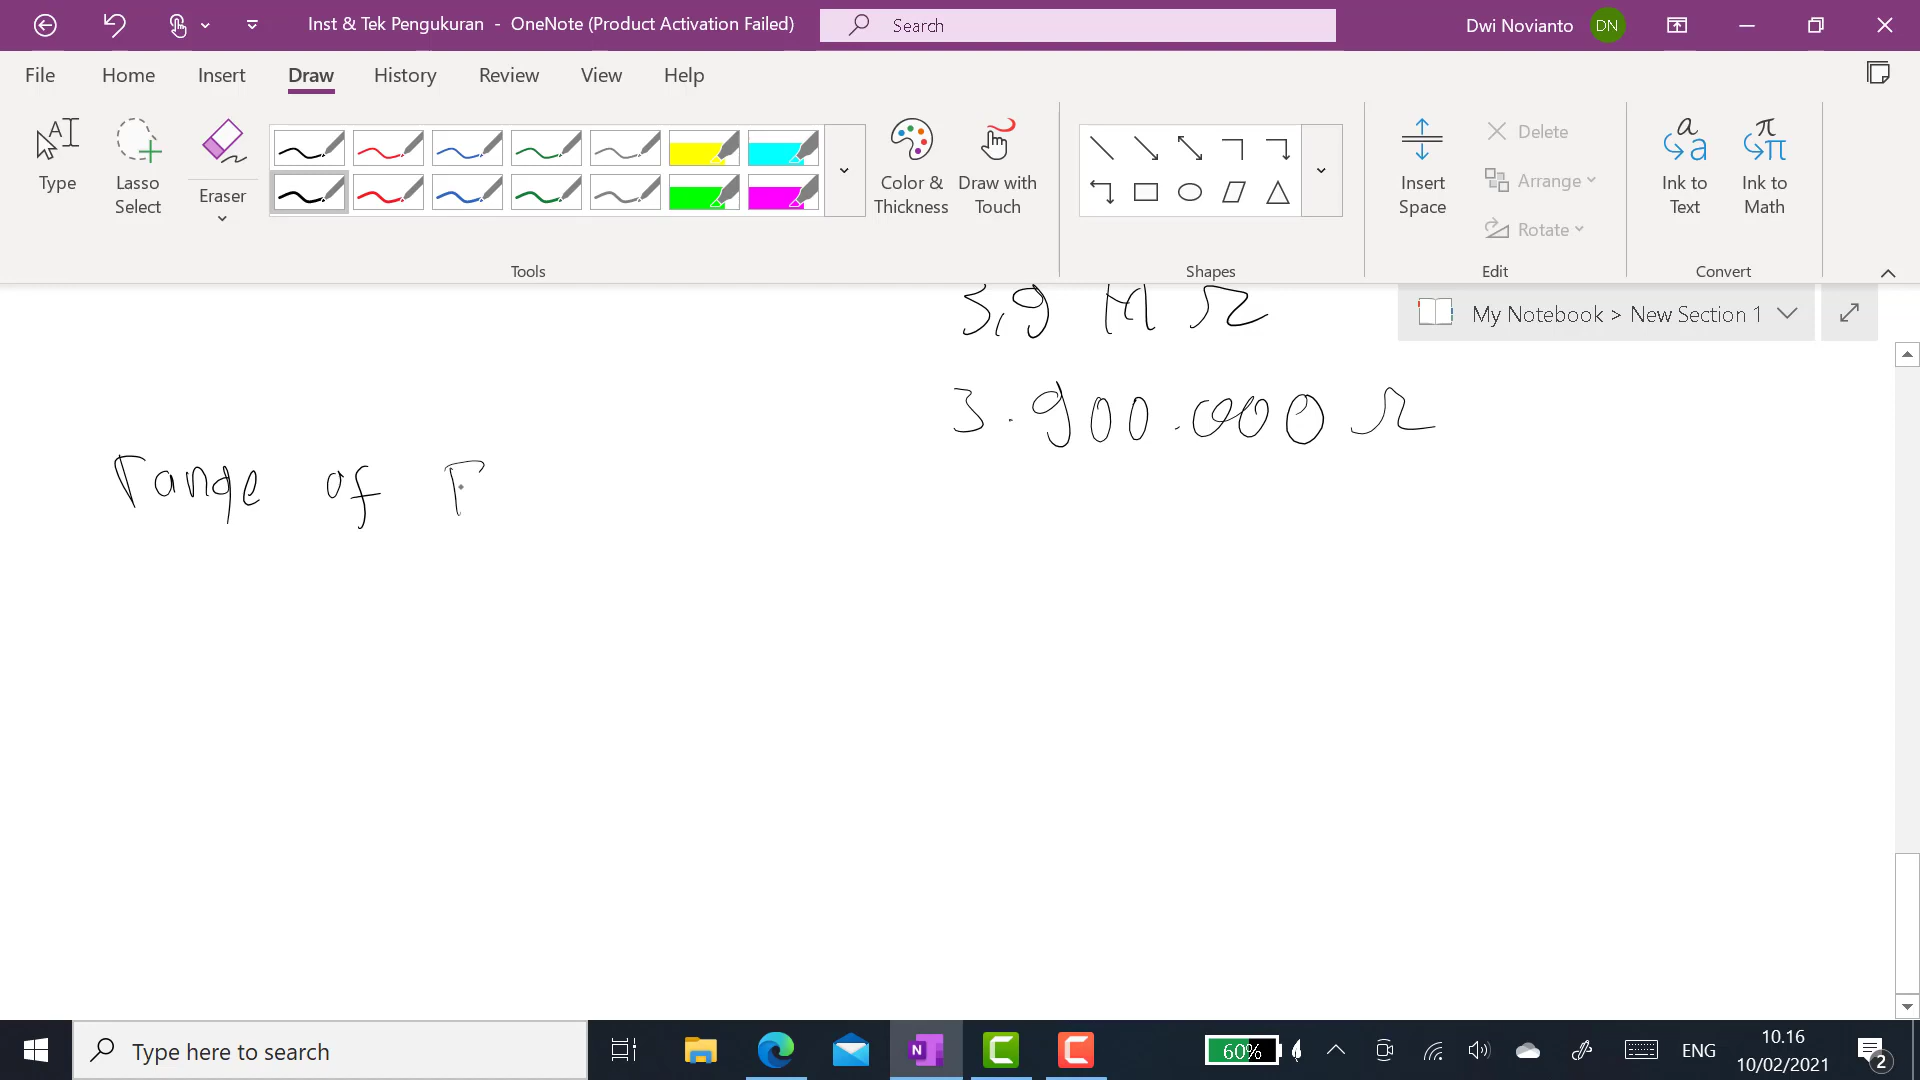 Inst & Tek Pengukuran - OneNote (Product Activation Failed)
Search
Dwi Novianto
DN
File
Home
Insert
Draw
History
Review
View
Help
Type
Lasso
Select
Eraser
Color &
Thickness
Draw with
Touch
Tools
Shapes
Insert
Space
Delete
Arrange
Rotate
Edit
Ink to
Text
Ink to
Math
Convert
My Notebook > New Section 1
3,9 M Ω
3.900.000 Ω
range of
Type here to search
60%
ENG
10.16
10/02/2021
2